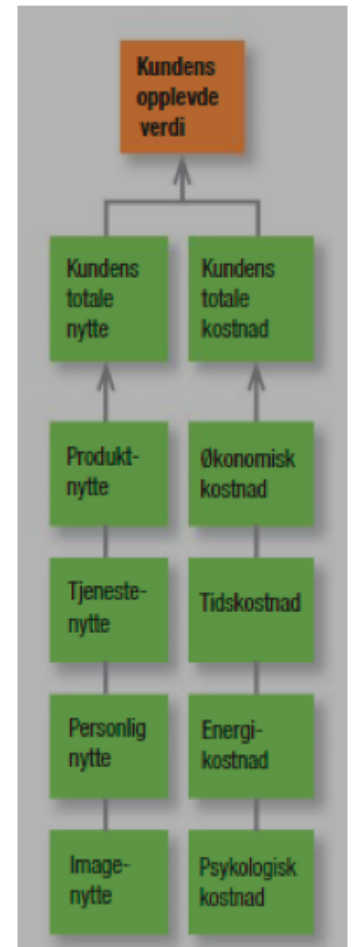 Kundens
opplevde
verdi
Kundens
totale
nytte
Kundens
totale
kostnad
Produkt-
nytte
Økonomisk
kostnad
Tjeneste-
nytte
Tidskostnad
Personlig
nytte
Energi-
kostnad
Image-
nytte
Psykologisk
kostnad